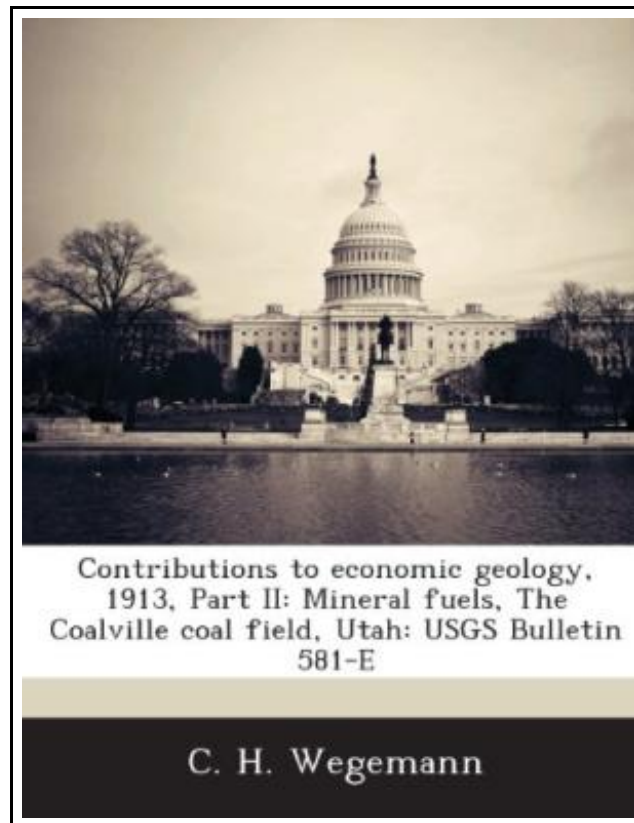 Contributions to economic geology,
1913, Part II: Mineral fuels, The
Coalville coal field, Utah: USGS Bulletin
581-E
C. H. Wegemann